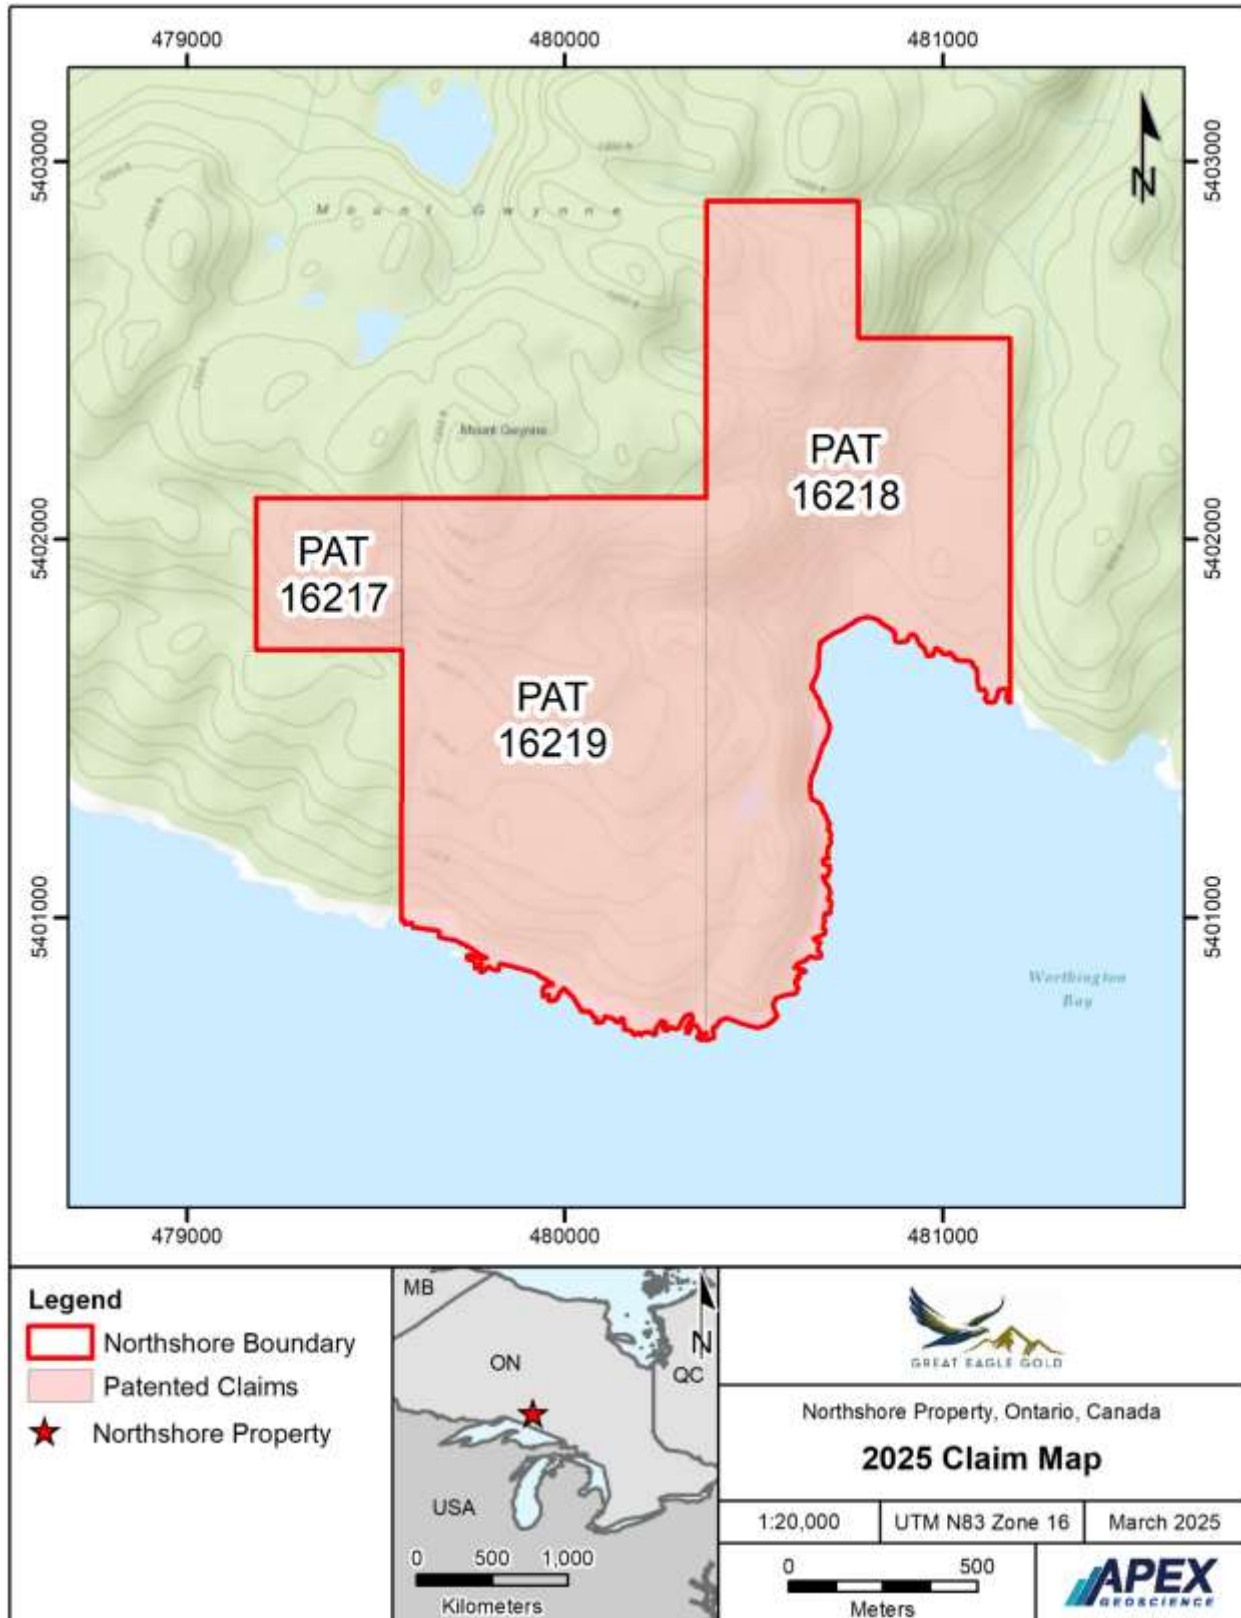 479000
480000
481000
5403000
5403000
Mount Gwynne
Mount Gwynne
PAT
16218
5402000
5402000
PAT
16217
PAT
16219
5401000
5401000
Worthington
Bay
479000
480000
481000
N
Legend
Northshore Boundary
Patented Claims
Northshore Property
MB
ON
QC
USA
N
0 500 1,000
Kilometers
GREAT EAGLE GOLD
Northshore Property, Ontario, Canada
2025 Claim Map
1:20,000
UTM N83 Zone 16
March 2025
0 500
Meters
APEX
GEOSCIENCE